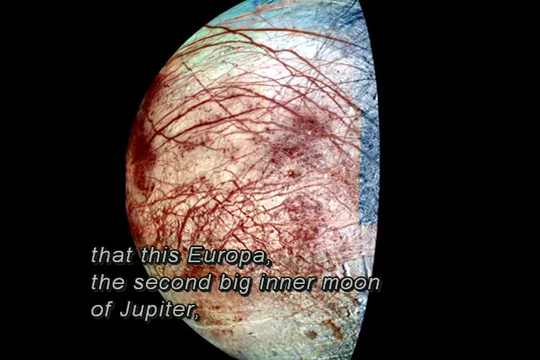 that this Europa,
the second big inner moon
of Jupiter,